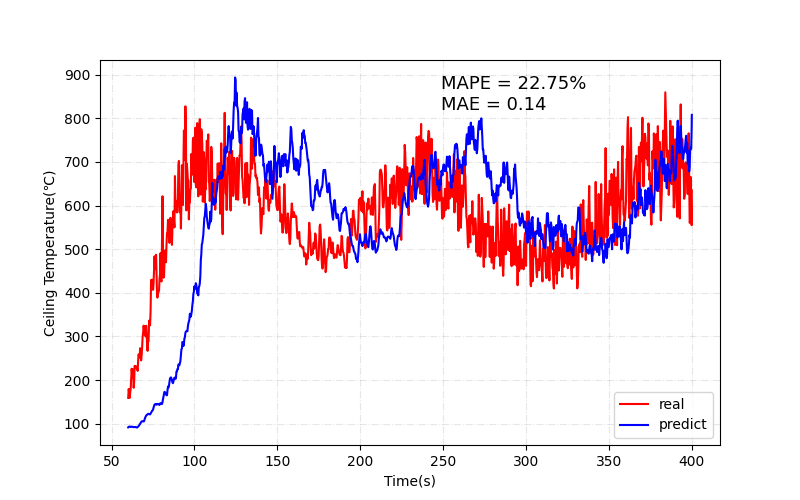 MAPE = 22.75%
MAE = 0.14
900
800
700
600
500
400
300
200
100
Ceiling Temperature(℃)
50
100
150
200
250
300
350
400
Time(s)
real
predict